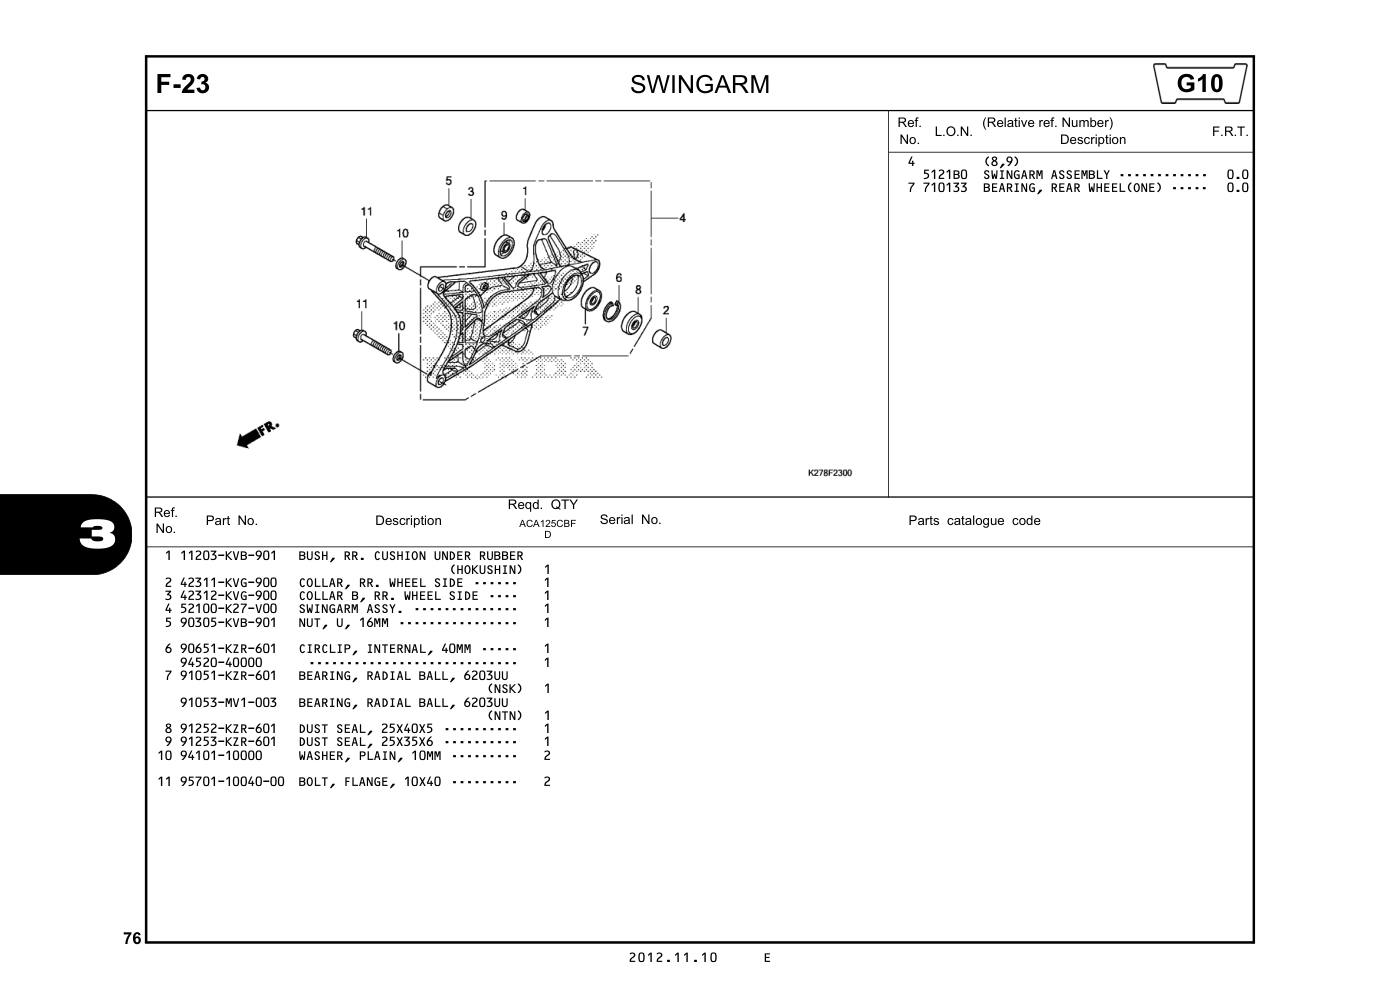 F-23
SWINGARM
G10
Ref. No. L.O.N. (Relative ref. Number) Description F.R.T.
4 (8,9)
5121B0 SWINGARM ASSEMBLY ------------ 0.0
7 710133 BEARING, REAR WHEEL(ONE) ----- 0.0
5
3
1
9
4
11
10
6
8
2
7
11
10
HONDA
FR.
K278F2300
3
Ref. No. Part No. Description Reqd. QTY Serial No. Parts catalogue code
ACA125CBF
D
1 11203-KVB-901 BUSH, RR. CUSHION UNDER RUBBER
(HOKUSHIN) 1
2 42311-KVG-900 COLLAR, RR. WHEEL SIDE ------ 1
3 42312-KVG-900 COLLAR B, RR. WHEEL SIDE ---- 1
4 52100-K27-V00 SWINGARM ASSY. -------------- 1
5 90305-KVB-901 NUT, U, 16MM ---------------- 1
6 90651-KZR-601 CIRCLIP, INTERNAL, 40MM ----- 1
94520-40000 ---------------------------- 1
7 91051-KZR-601 BEARING, RADIAL BALL, 6203UU
(NSK) 1
91053-MV1-003 BEARING, RADIAL BALL, 6203UU
(NTN) 1
8 91252-KZR-601 DUST SEAL, 25X40X5 ---------- 1
9 91253-KZR-601 DUST SEAL, 25X35X6 ---------- 1
10 94101-10000 WASHER, PLAIN, 10MM --------- 2
11 95701-10040-00 BOLT, FLANGE, 10X40 --------- 2
76
2012.11.10 E